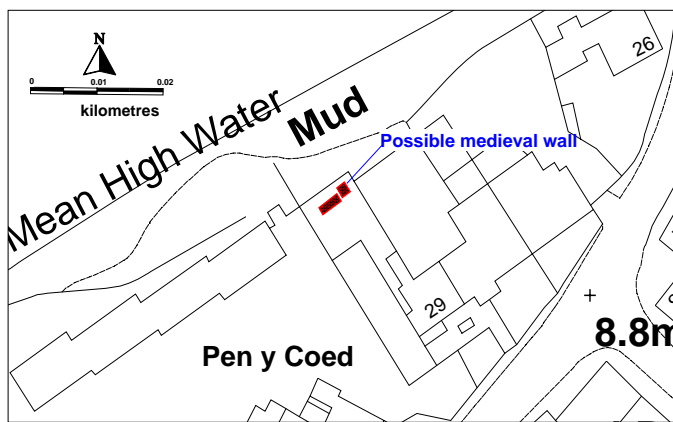 N
0 0.01 0.02
kilometres
26
Mud
Mean High Water
Possible medieval wall
29
8.8m
Pen y Coed